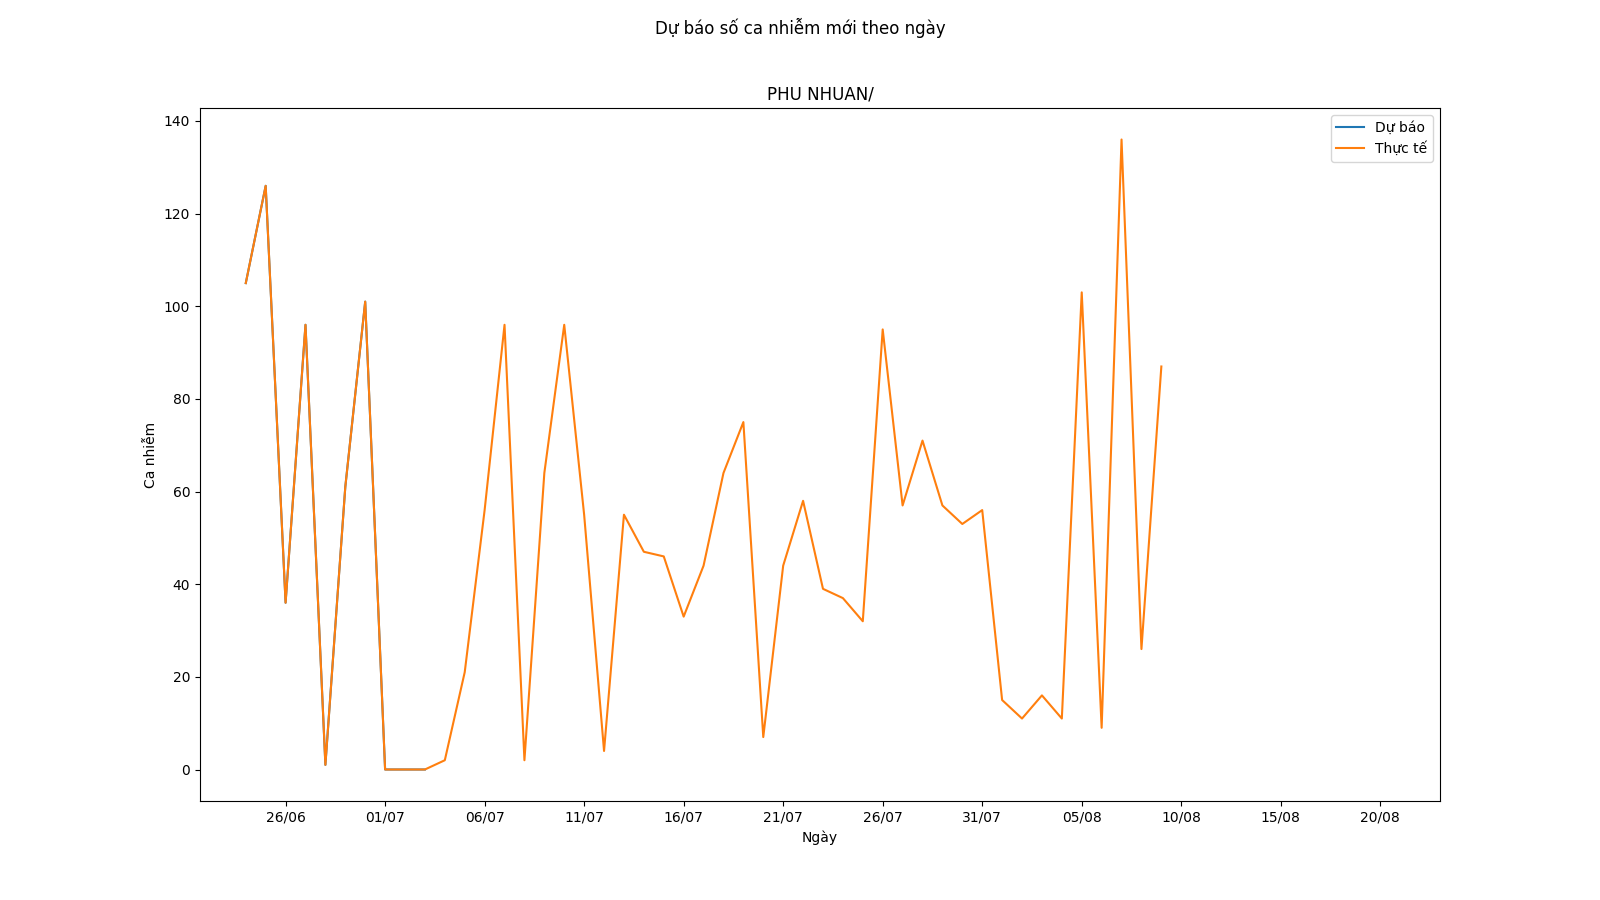 Dự báo số ca nhiễm mới theo ngày
PHU NHUAN/
Dự báo
Thực tế
140
120
100
80
60
40
20
0
Ca nhiễm
26/06 01/07 06/07 11/07 16/07 21/07 26/07 31/07 05/08 10/08 15/08 20/08
Ngày